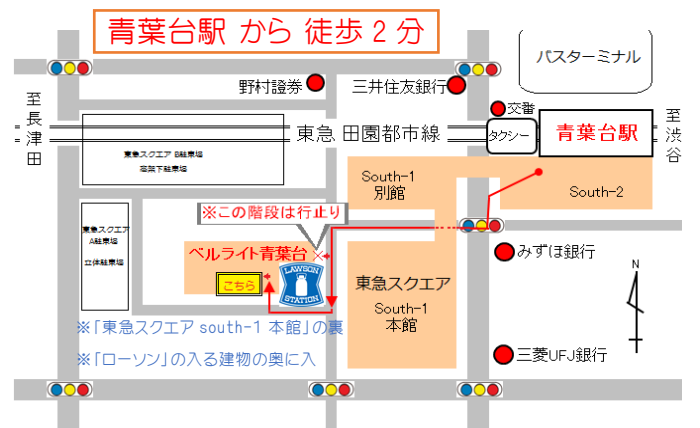 青葉台駅 から 徒歩 2 分
バスターミナル
野村證券
三井住友銀行
交番
至長津田
東急 田園都市線
タクシー
青葉台駅
至渋谷
東急スクエア B駐車場
高架下駐車場
South-1
別館
South-2
※この階段は行止り
東急スクエア
A駐車場
立体駐車場
ベルライト青葉台
こちら
LAWSON
STATION
東急スクエア
South-1
本館
みずほ銀行
N
※「東急スクエア south-1 本館」の裏
※「ローソン」の入る建物の奥に入
三菱UFJ銀行